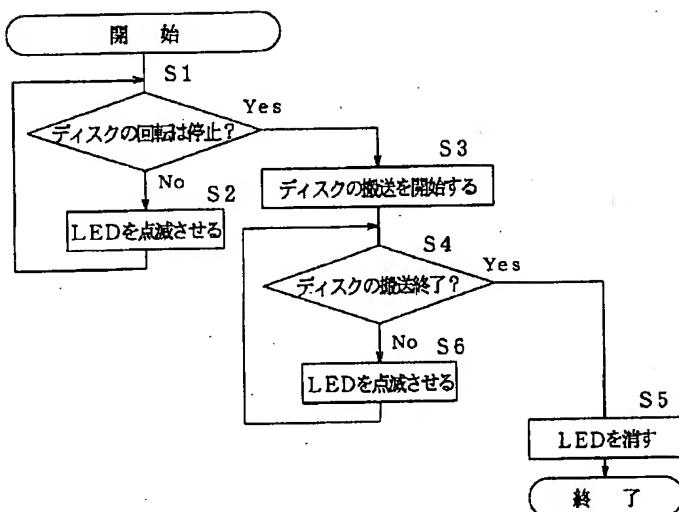 開 始
S1
ディスクの回転は停止?
Yes
No
S2
LEDを点滅させる
S3
ディスクの搬送を開始する
S4
ディスクの搬送終了?
Yes
No
S6
LEDを点滅させる
S5
LEDを消す
終 了